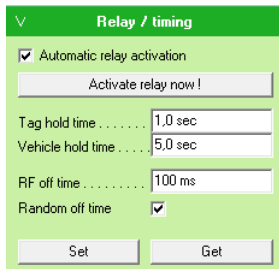 Relay / timing
Automatic relay activation
Activate relay now !
Tag hold time . . . . . . . 1,0 sec
Vehicle hold time . . . . . 5,0 sec
RF off time . . . . . . . . . 100 ms
Random off time
Set Get